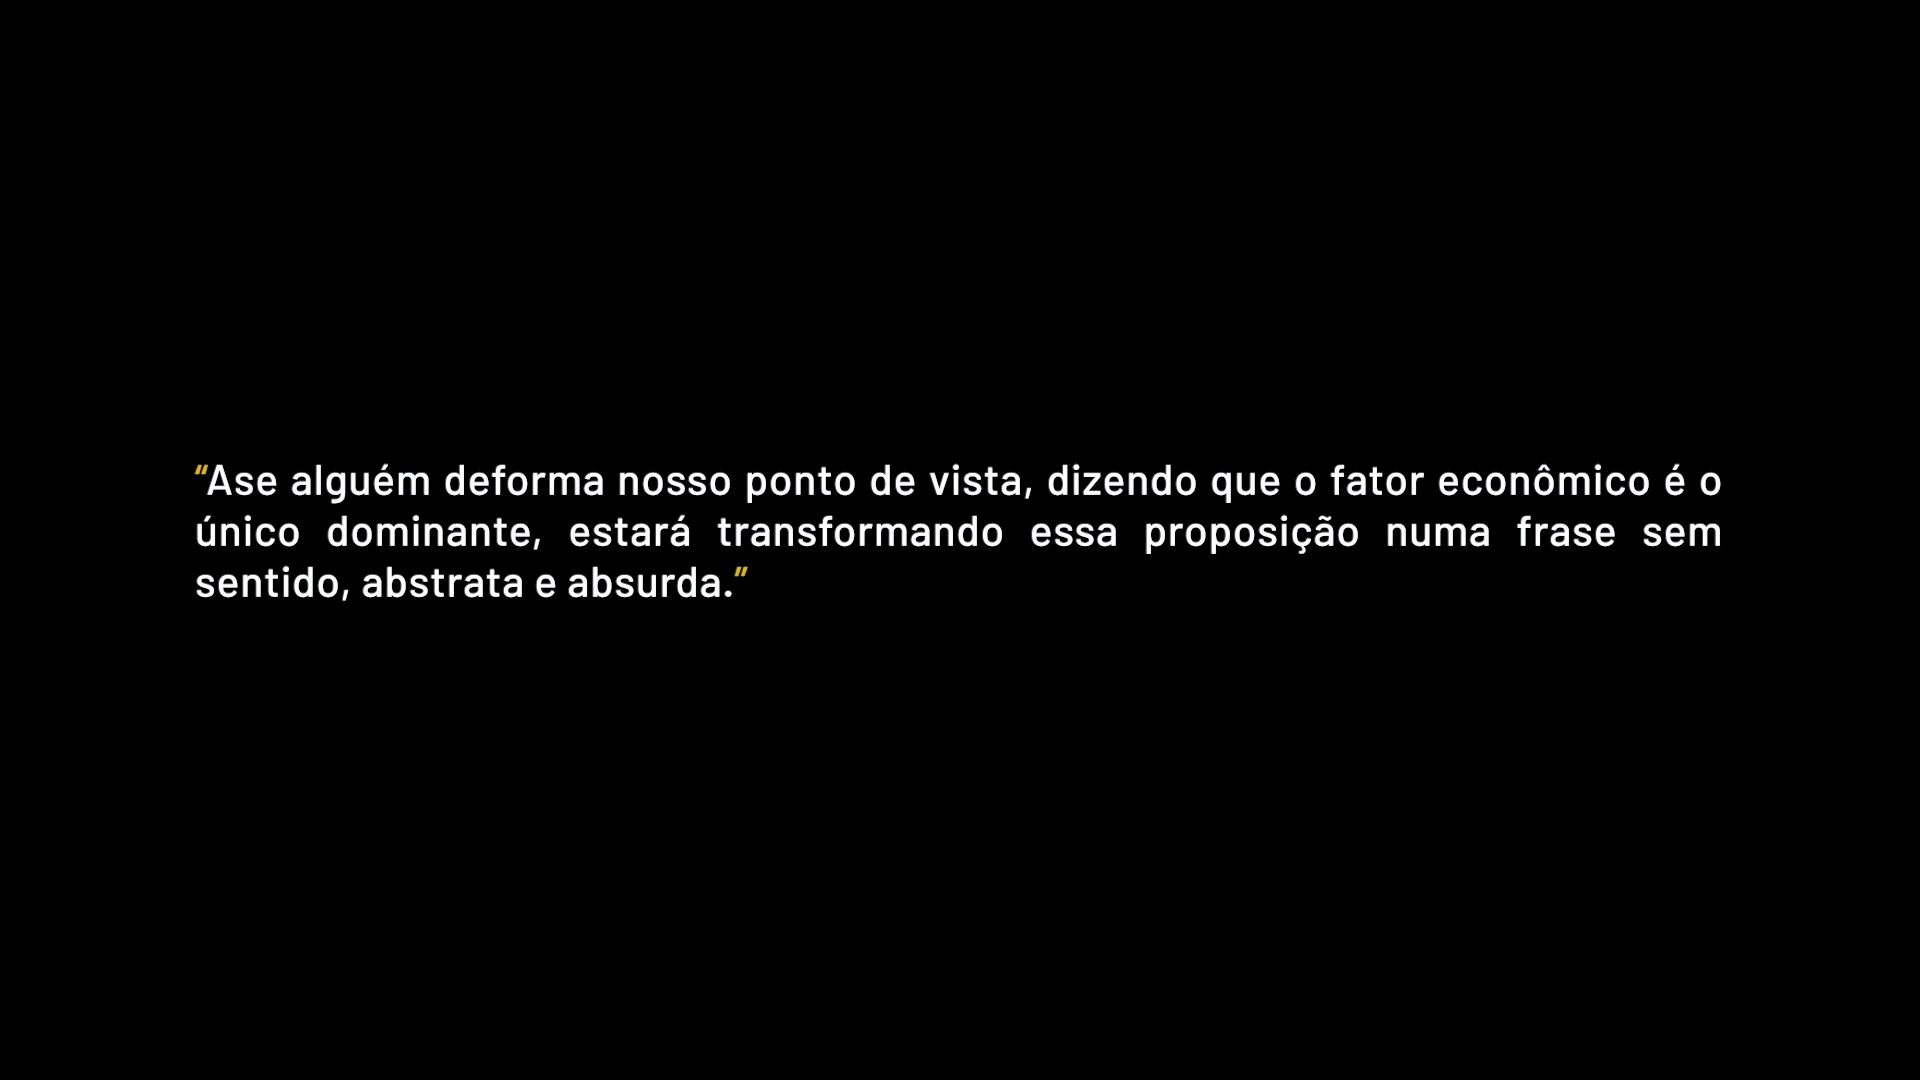 “Ase alguém deforma nosso ponto de vista, dizendo que o fator econômico é o
único dominante, estará transformando essa proposição numa frase sem
sentido, abstrata e absurda.”